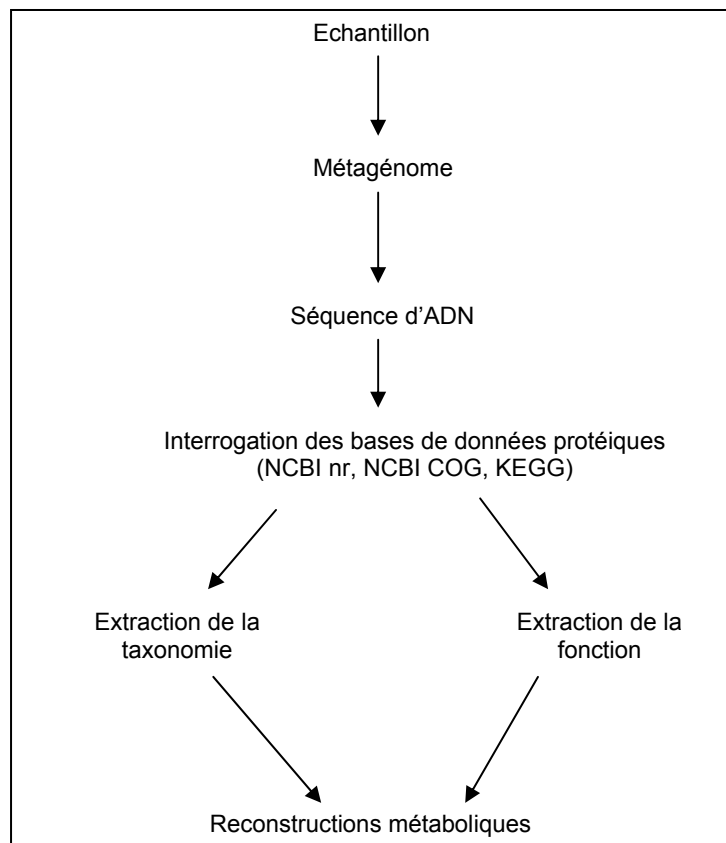 Echantillon
Métagénome
Séquence d'ADN
Interrogation des bases de données protéiques
(NCBI nr, NCBI COG, KEGG)
Extraction de la
taxonomie
Extraction de la
fonction
Reconstructions métaboliques